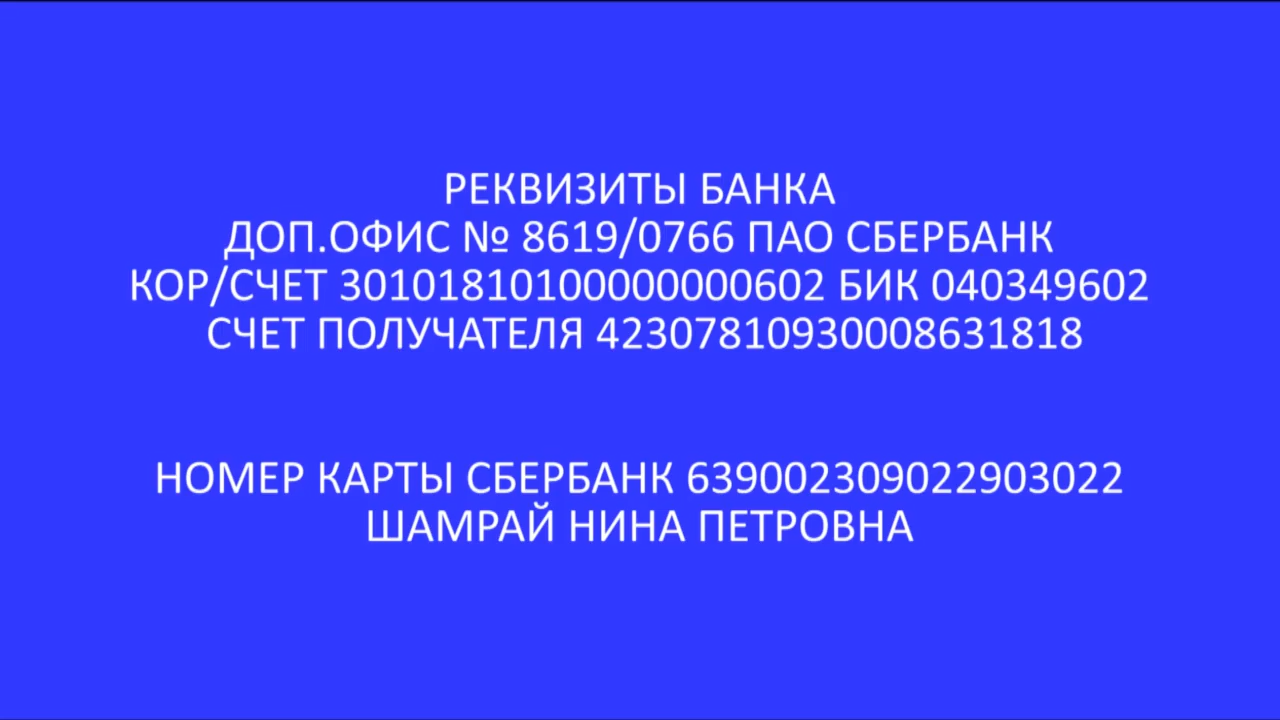 РЕКВИЗИТЫ БАНКА
ДОП.ОФИС № 8619/0766 ПАО СБЕРБАНК
КОР/СЧЕТ 30101810100000000602 БИК 040349602
СЧЕТ ПОЛУЧАТЕЛЯ 42307810930008631818
НОМЕР КАРТЫ СБЕРБАНК 639002309022903022
ШАМРАЙ НИНА ПЕТРОВНА